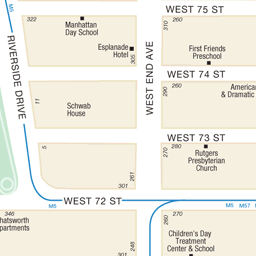 M5
WEST 75 ST
322
Manhattan
Day School
310
260
Esplanade
Hotel
305
First Friends
Preschool
RIVERSIDE DRIVE
WEST END AVE
WEST 74 ST
11
Schwab
House
290
260
American
& Dramatic
WEST 73 ST
5
270
280
Rutgers
Presbyterian
Church
261
301
WEST 72 ST
M5
M5
M57
346
hatsworth
partments
301
248
260
270
Children's Day
Treatment
Center & School